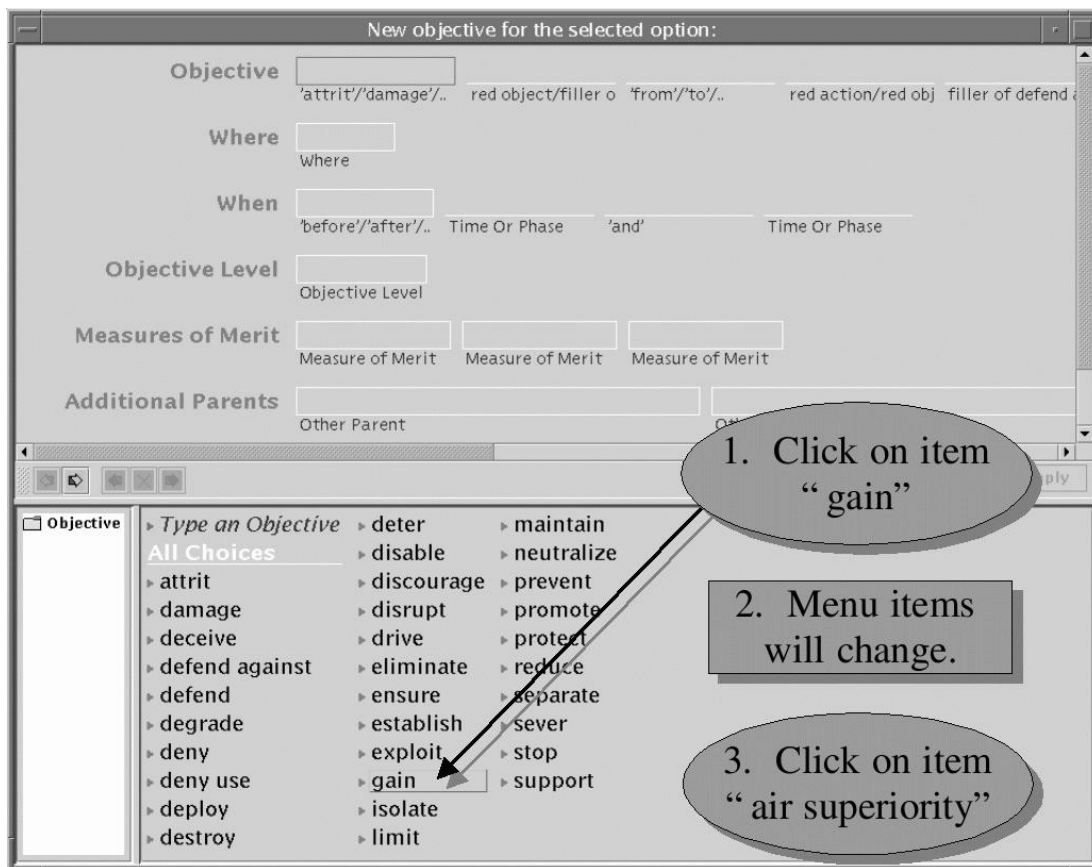 New objective for the selected option:
Objective
'attrit'/'damage'/.. red object/filler o 'from'/'to'/.. red action/red obj filler of defend a
Where
Where
When
'before'/'after'/.. Time Or Phase 'and' Time Or Phase
Objective Level
Objective Level
Measures of Merit
Measure of Merit Measure of Merit Measure of Merit
Additional Parents
Other Parent
1. Click on item
“ gain”
Objective
Type an Objective
All Choices
attrit
damage
deceive
defend against
defend
degrade
deny
deny use
deploy
destroy
deter
disable
discourage
disrupt
drive
eliminate
ensure
establish
exploit
gain
isolate
limit
maintain
neutralize
prevent
promote
protect
reduce
separate
sever
stop
support
2. Menu items
will change.
3. Click on item
“ air superiority”